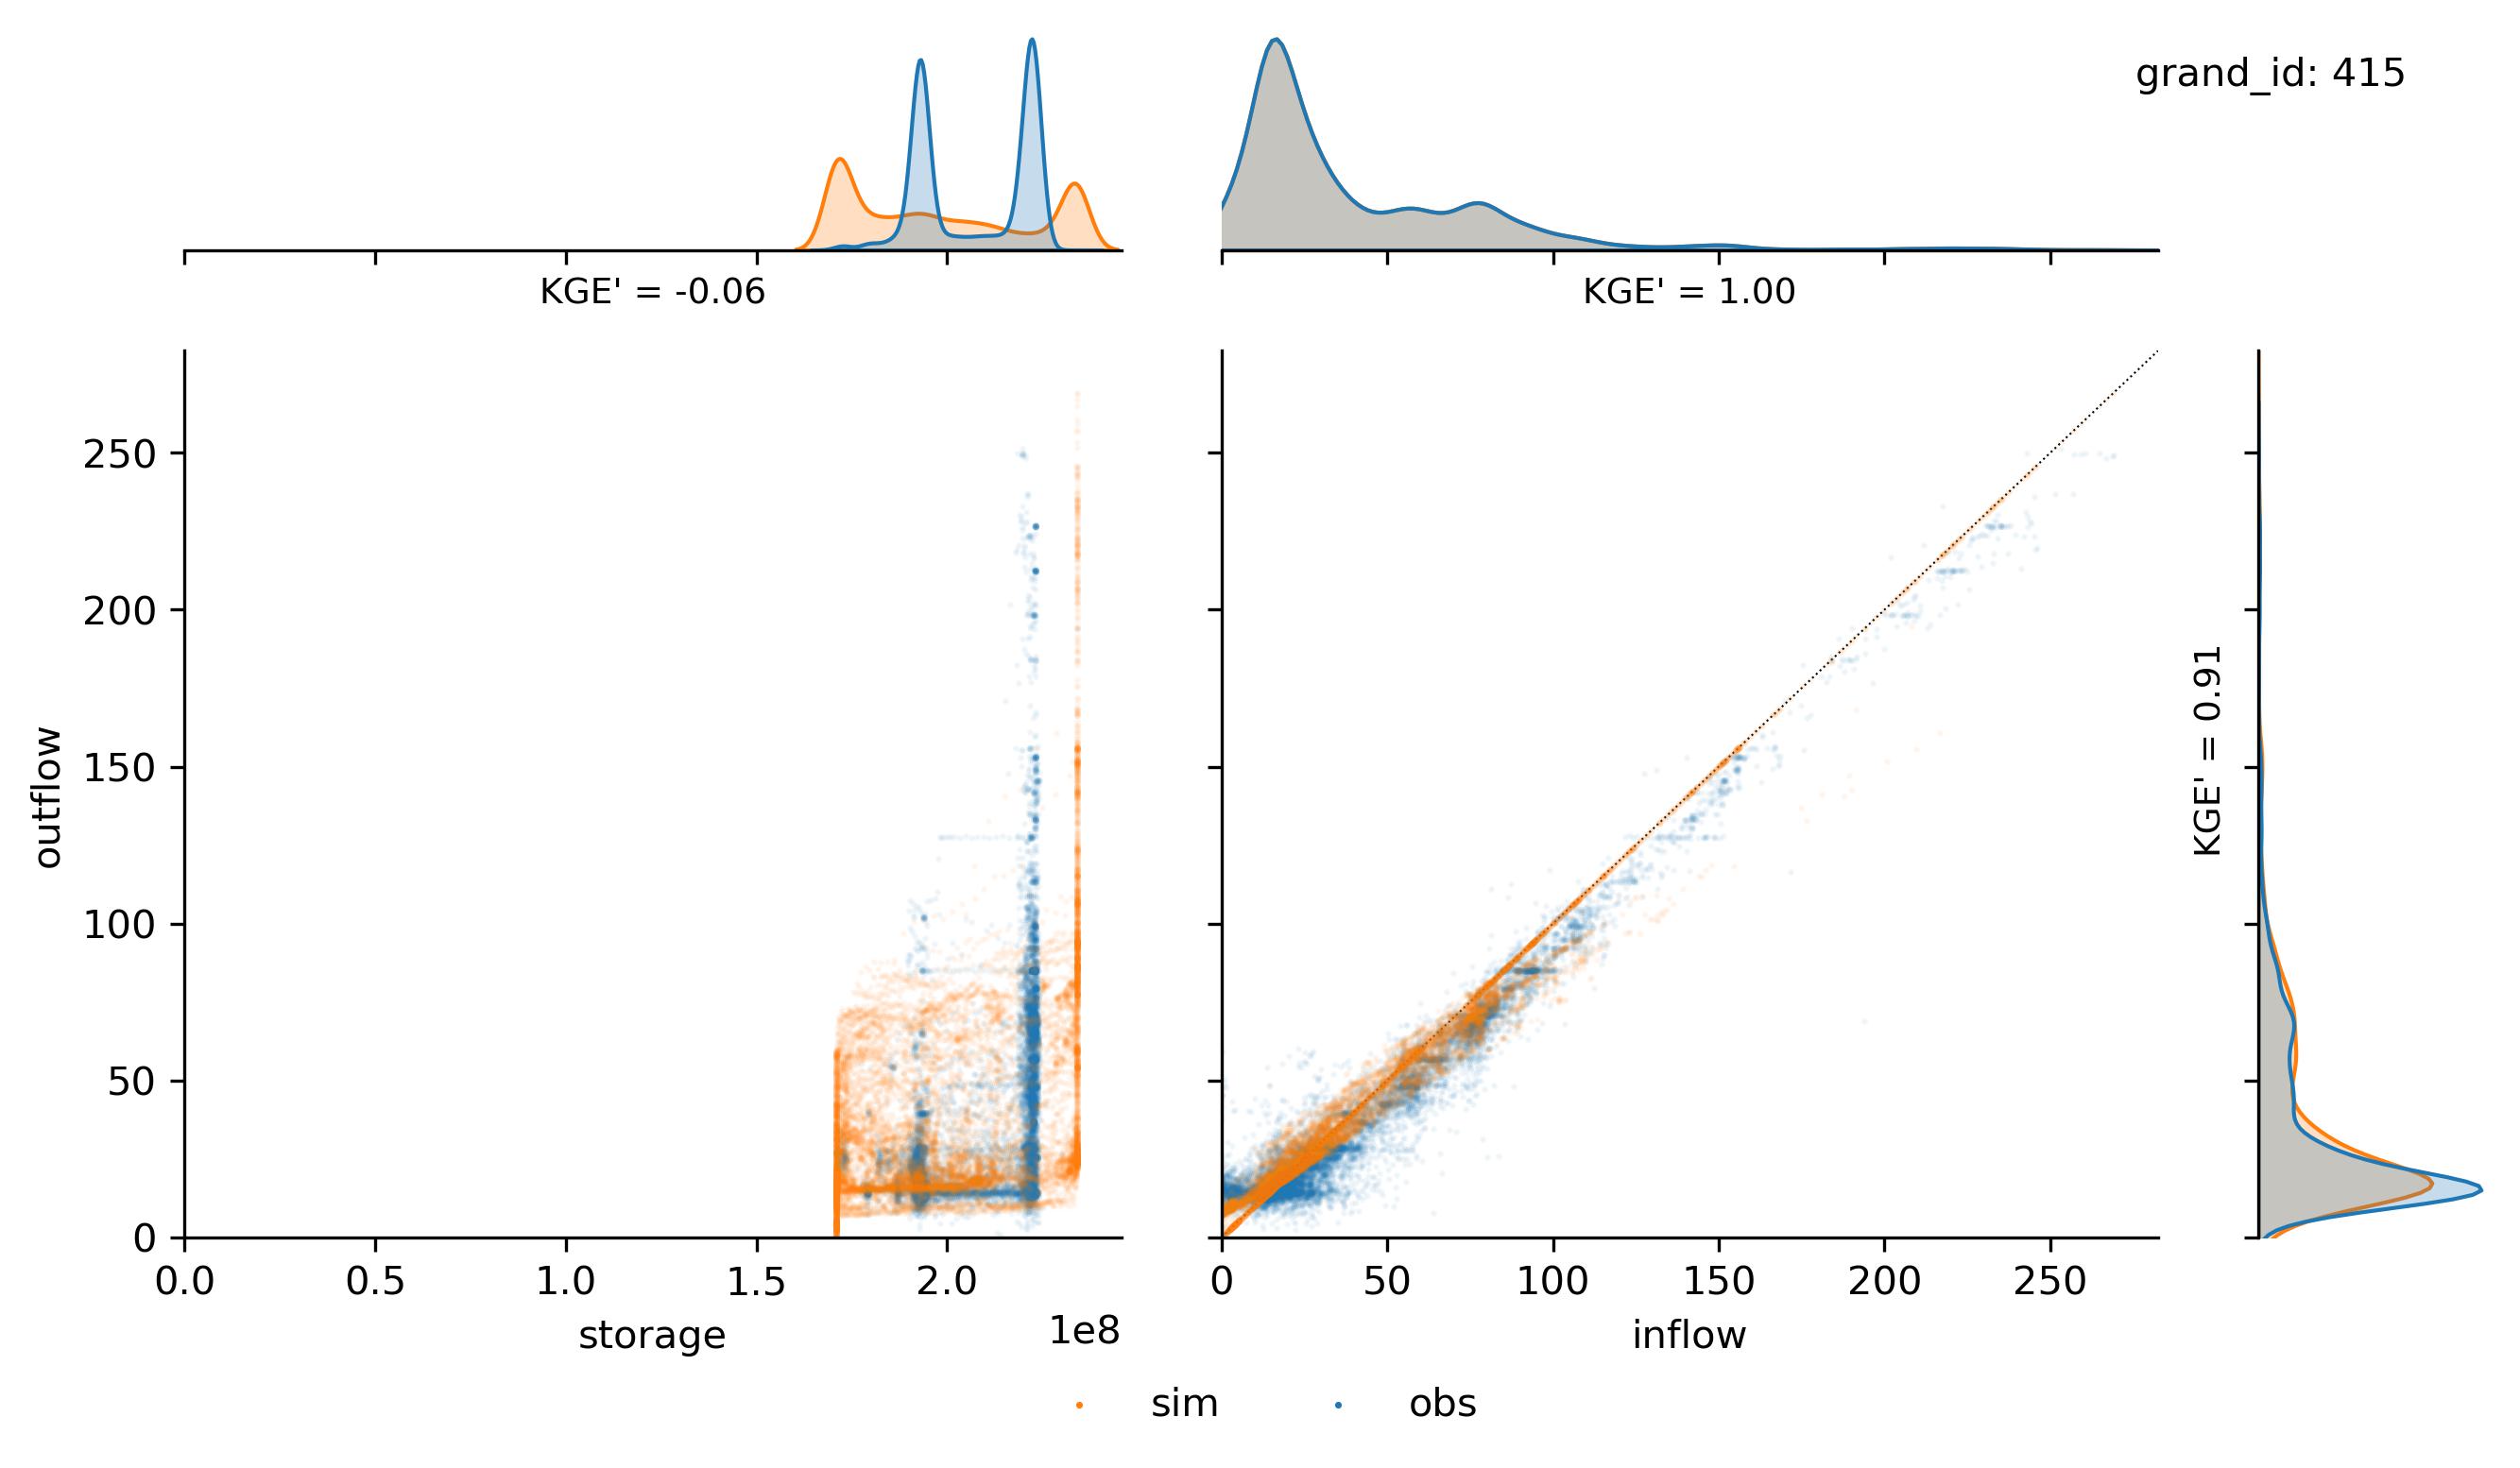 grand_id: 415
KGE' = -0.06
KGE' = 1.00
250
200
150
100
50
0
outflow
KGE' = 0.91
0.0 0.5 1.0 1.5 2.0
1e8
storage
0 50 100 150 200 250
inflow
sim obs